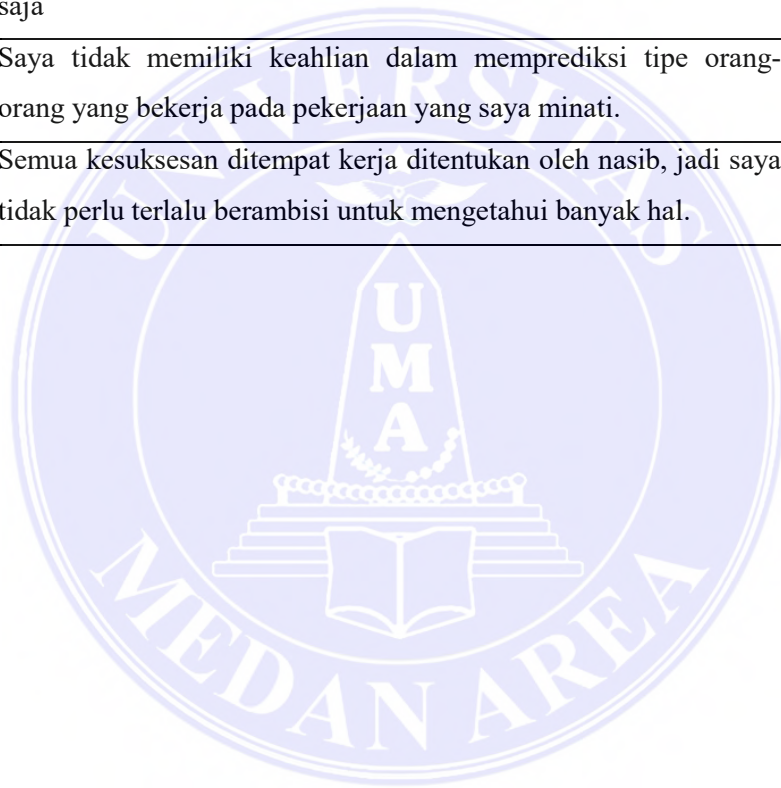 saja
Saya tidak memiliki keahlian dalam memprediksi tipe orang-
orang yang bekerja pada pekerjaan yang saya minati.
Semua kesuksesan ditempat kerja ditentukan oleh nasib, jadi saya
tidak perlu terlalu berambisi untuk mengetahui banyak hal.
UNIVERSITAS
U
M
A
MEDAN AREA